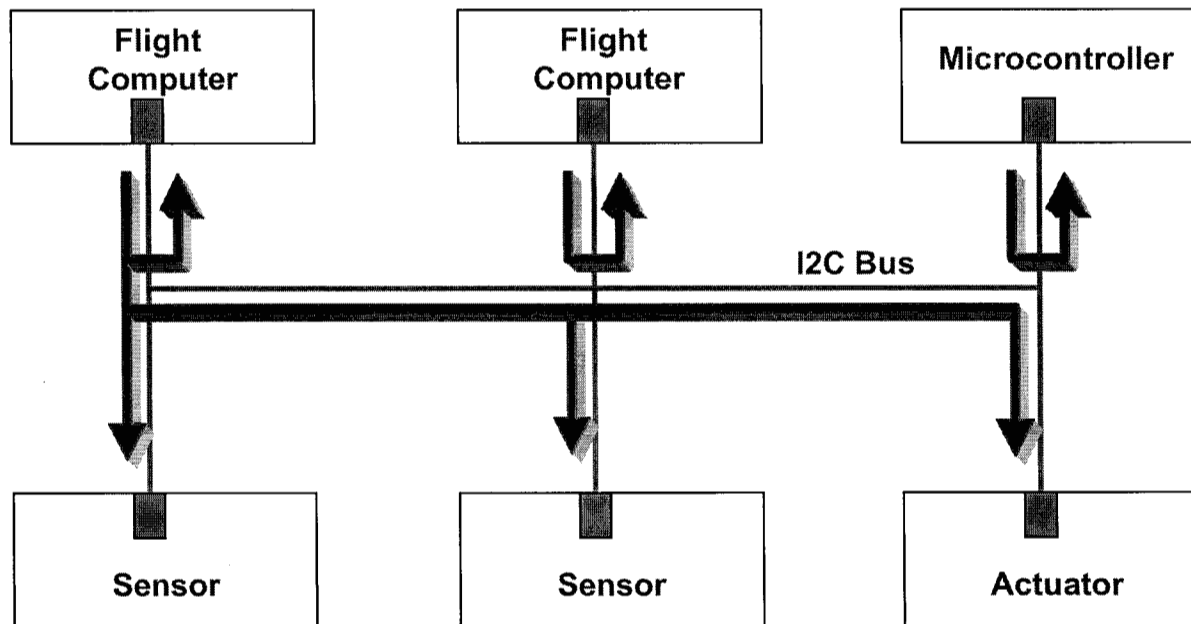 Flight
Computer
Flight
Computer
Microcontroller
I2C Bus
Sensor
Sensor
Actuator